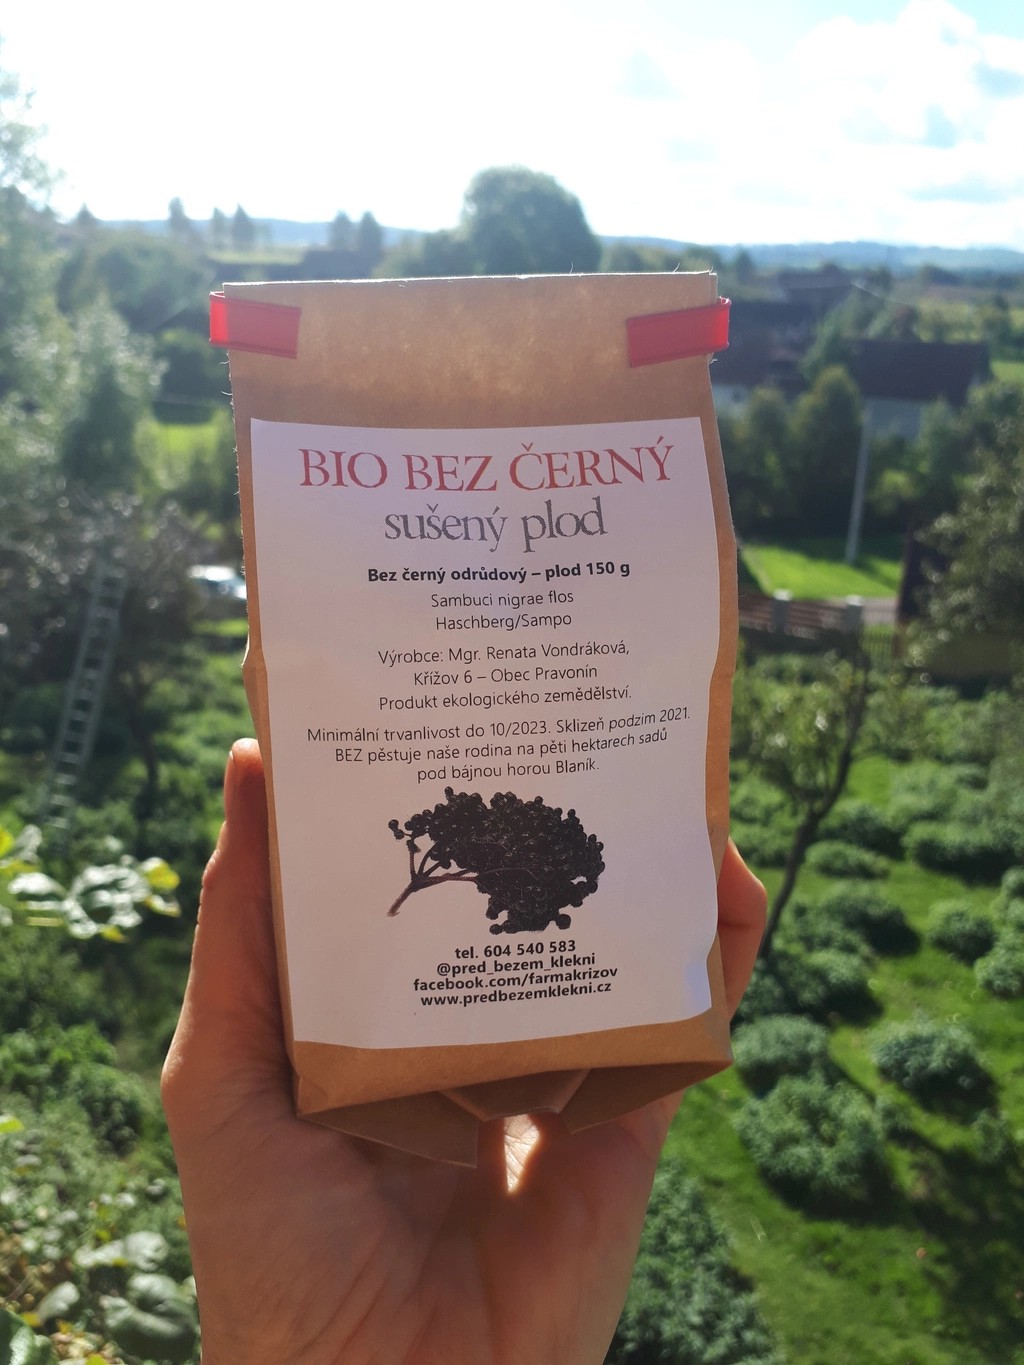 BIO BEZ ČERNÝ
sušený plod
Bez černý odrůdový – plod 150 g
Sambuci nigrae flos
Haschberg/Sampo
Výrobce: Mgr. Renata Vondráková,
Křížov 6 – Obec Pravonín
Produkt ekologického zemědělství.
Minimální trvanlivost do 10/2023. Sklizeň podzim 2021.
BEZ pěstuje naše rodina na pěti hektarech sadů
pod bájnou horou Blaník.
tel. 604 540 583
@pred_bezem_klekni
facebook.com/farmakrizov
www.predbezemklekni.cz